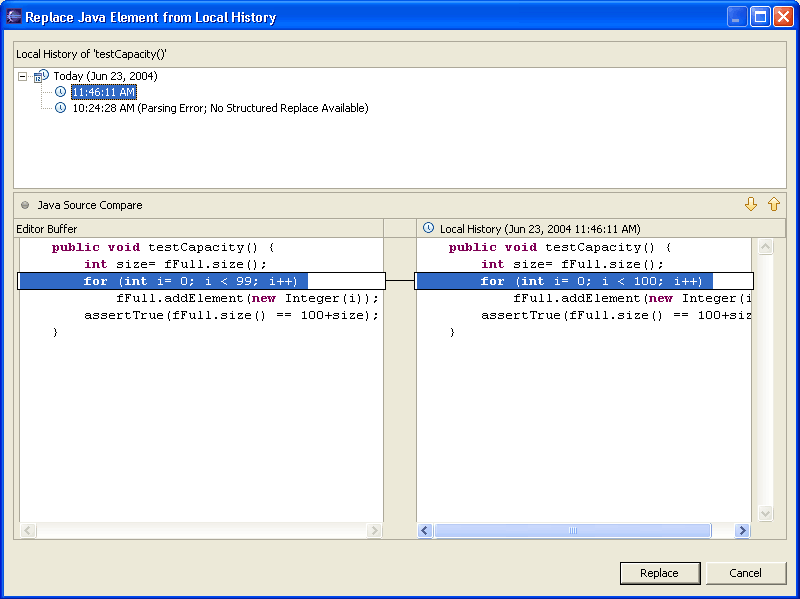 Replace Java Element from Local History
Local History of 'testCapacity()'
Today (Jun 23, 2004)
11:46:11 AM
10:24:28 AM (Parsing Error; No Structured Replace Available)
Java Source Compare
Editor Buffer
public void testCapacity() {
int size= fFull.size();
for (int i= 0; i < 99; i++)
fFull.addElement(new Integer(i));
assertTrue(fFull.size() == 100+size);
}
Local History (Jun 23, 2004 11:46:11 AM)
public void testCapacity() {
int size= fFull.size();
for (int i= 0; i < 100; i++)
fFull.addElement(new Integer(i
assertTrue(fFull.size() == 100+siz
}
Replace
Cancel